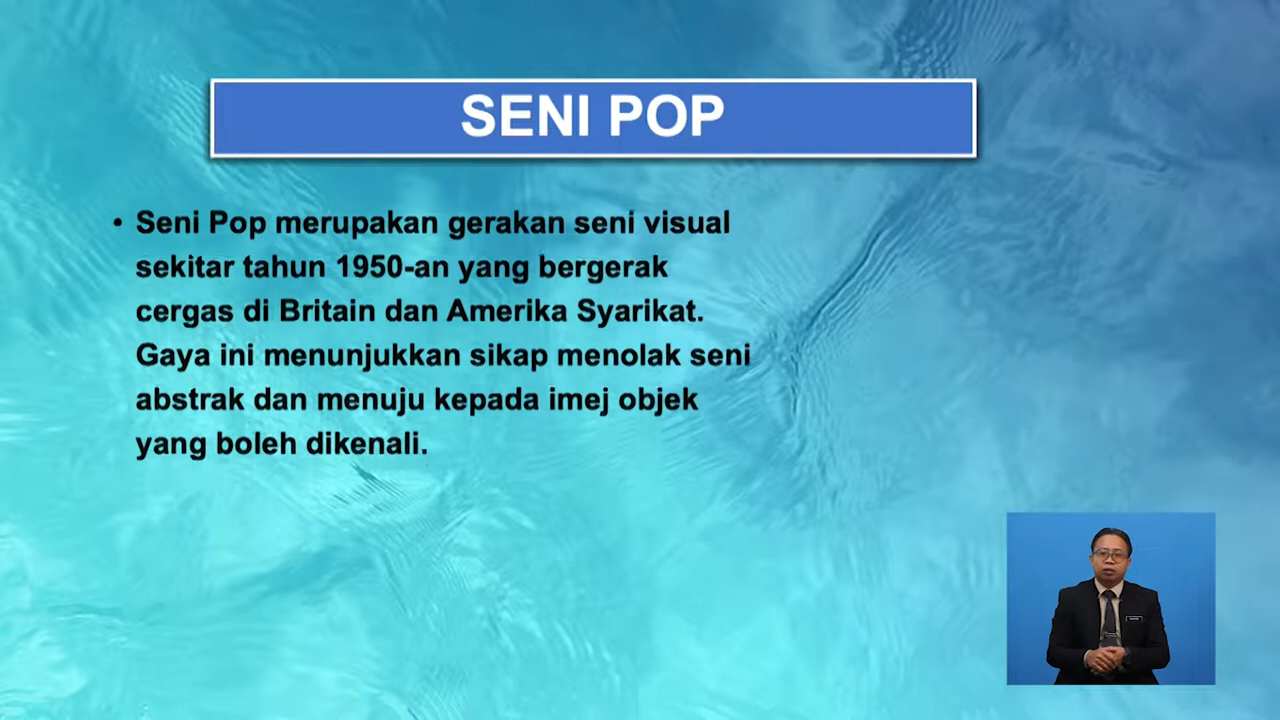 SENI POP
• Seni Pop merupakan gerakan seni visual
sekitar tahun 1950-an yang bergerak
cergas di Britain dan Amerika Syarikat.
Gaya ini menunjukkan sikap menolak seni
abstrak dan menuju kepada imej objek
yang boleh dikenali.